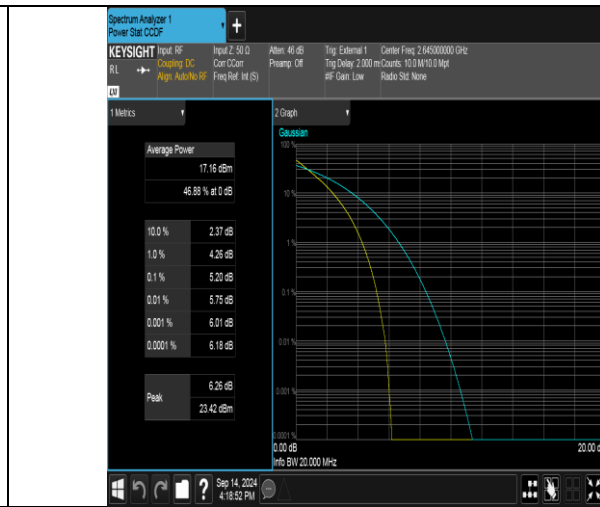 Spectrum Analyzer 1
Power Stat CCDF
+
KEYSIGHT
RL
Input: RF
Coupling: DC
Align: Auto/No RF
Input Z: 50 Ω
Corr CCorr
Freq Ref: Int (S)
Atten: 46 dB
Preamp: Off
Trig: External 1
Trig Delay: 2.000 ms
#IF Gain: Low
Center Freq: 2.645000000 GHz
Counts: 10.0 M/10.0 Mpt
Radio Std: None
1 Metrics
Average Power
17.16 dBm
46.88 % at 0 dB
10.0 % 2.37 dB
1.0 % 4.26 dB
0.1 % 5.20 dB
0.01 % 5.75 dB
0.001 % 6.01 dB
0.0001 % 6.18 dB
Peak
6.26 dB
23.42 dBm
2 Graph
Gaussian
100 %
10 %
1 %
0.1 %
0.01 %
0.001 %
0.0001 %
0.00 dB
20.00 d
Info BW 20.000 MHz
?
Sep 14, 2024
4:18:52 PM